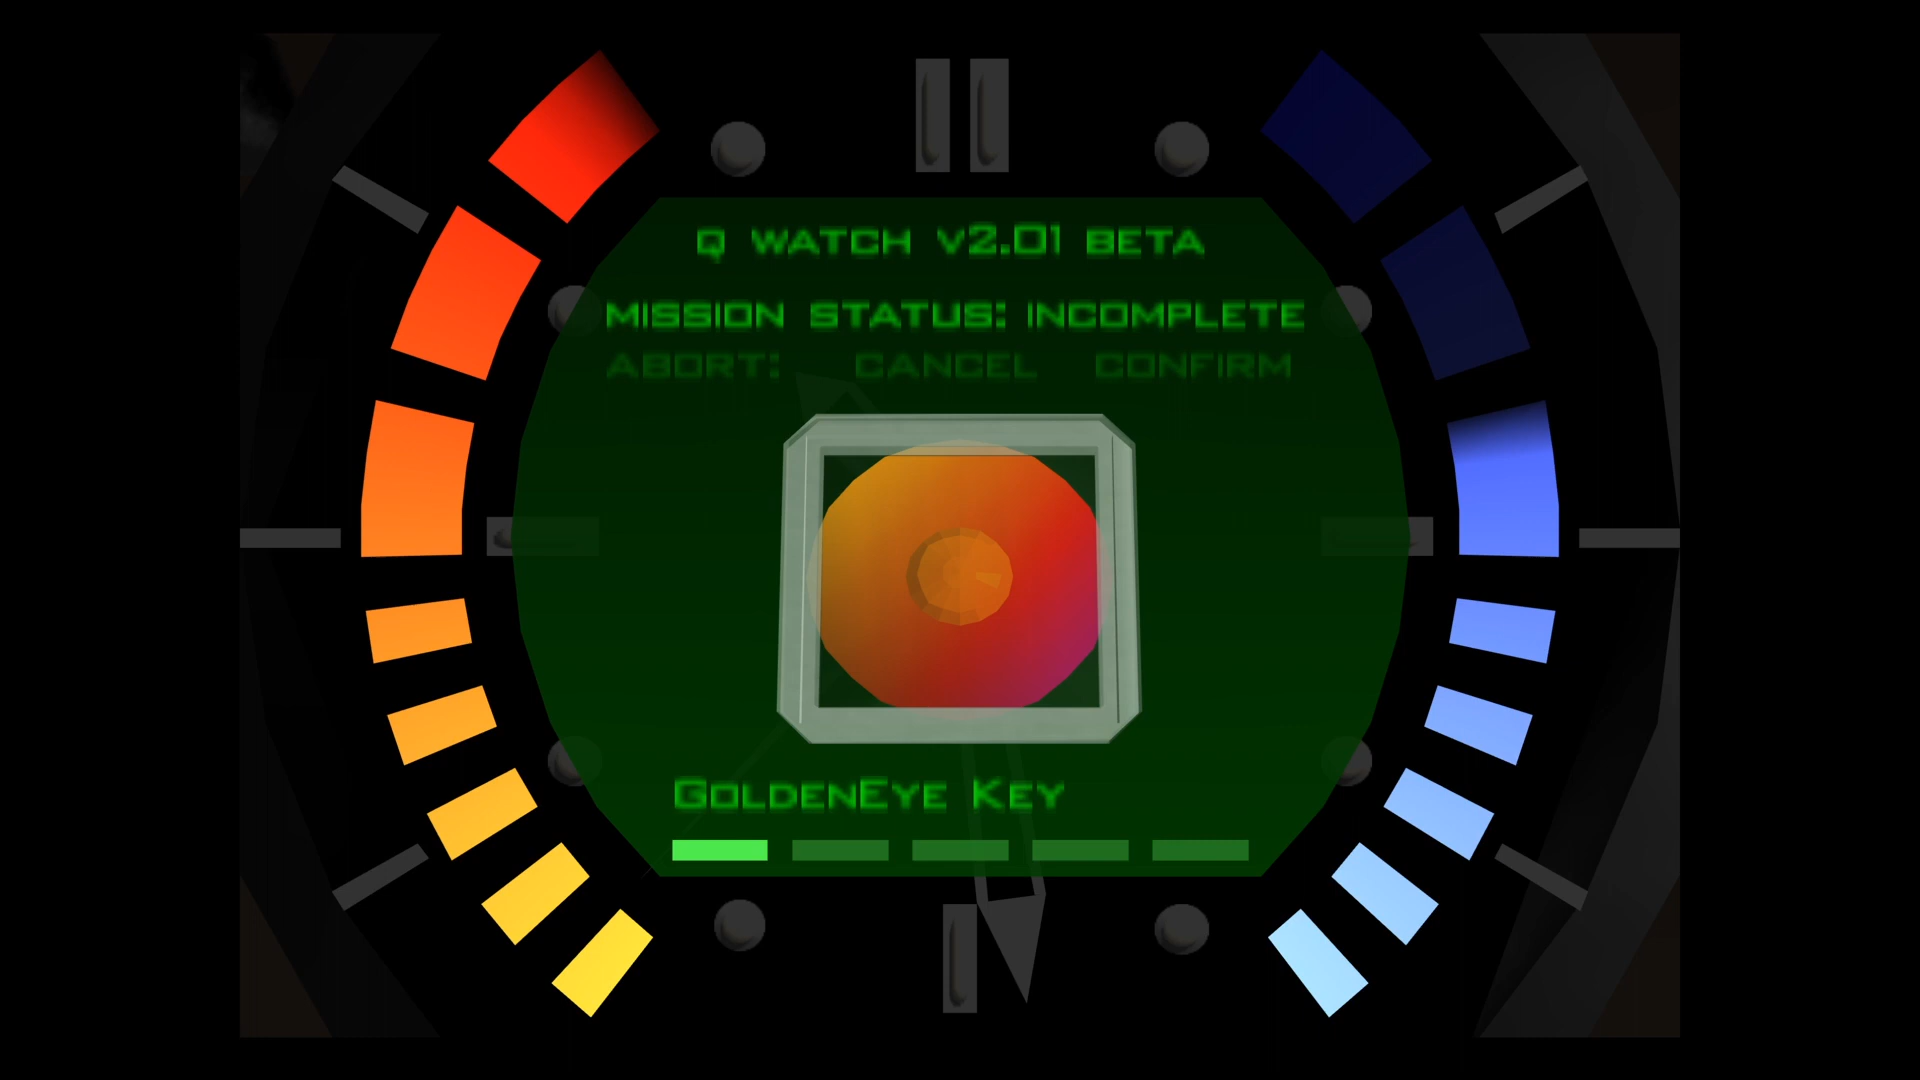 Q WATCH V2.01 BETA
MISSION STATUS: INCOMPLETE
ABORT: CANCEL CONFIRM
GOLDENEYE KEY